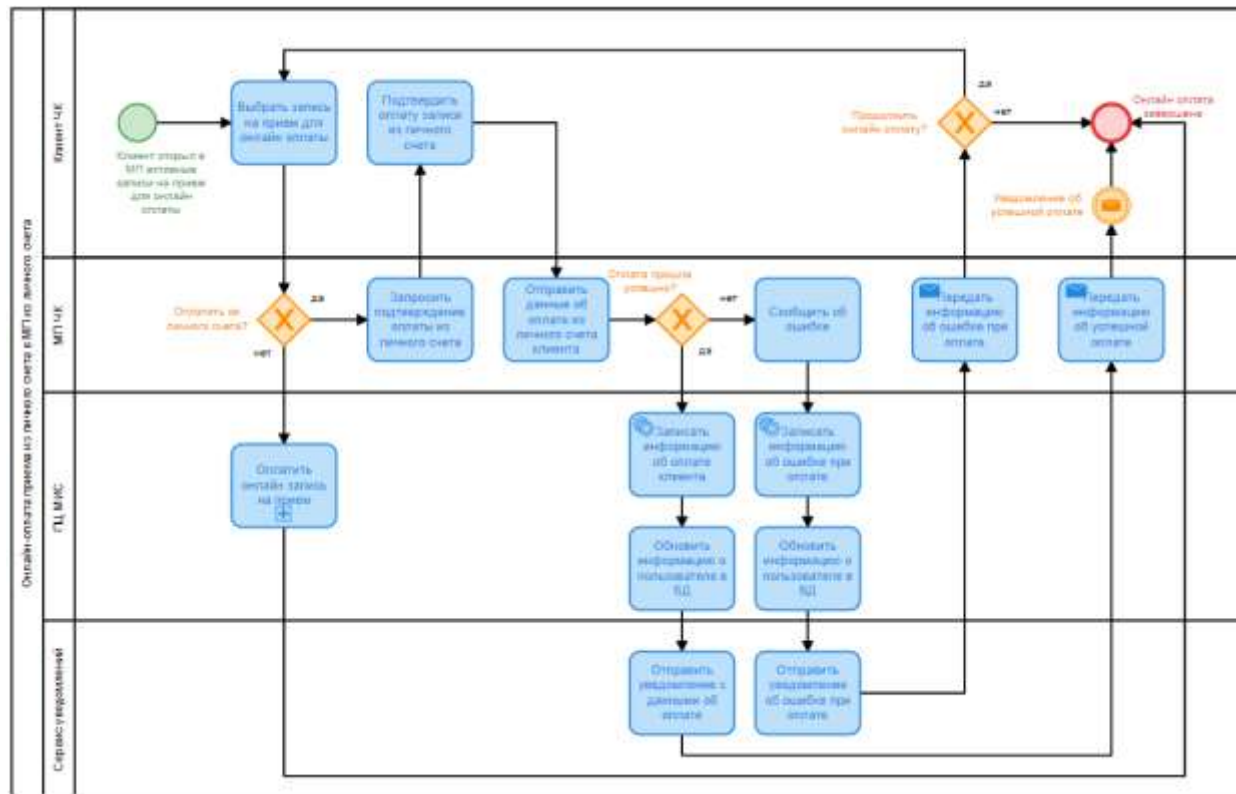 Онлайн-оплата приема из личного счета в МП из личного счета
Клиент ЧК
Клиент открыл в
МП активные
записи на прием
для онлайн
оплаты
Выбрать запись
на прием для
онлайн оплаты
Подтвердить
оплату записи
из личного
счета
Продолжить
онлайн оплату?
да
нет
Онлайн оплата
завершена
Уведомление об
успешной оплате
МП ЧК
Оплатить из
личного счета?
да
нет
Запросить
подтверждение
оплаты из
личного счета
Отправить
данные об
оплате из
личного счета
клиента
Оплата прошла
успешно?
нет
да
Сообщить об
ошибке
Передать
информацию
об ошибке при
оплате
Передать
информацию
об успешной
оплате
ПЦ МИС
Оплатить
онлайн запись
на прием
Записать
информацию
об оплате
клиента
Записать
информацию
об ошибке при
оплате
Обновить
информацию о
пользователе в
БД
Обновить
информацию о
пользователе в
БД
Сервис уведомлений
Отправить
уведомление с
данными об
оплате
Отправить
уведомление
об ошибке при
оплате